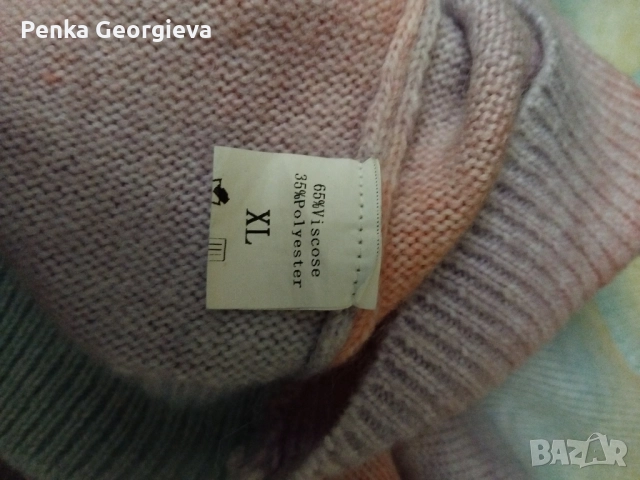 Penka Georgieva
65%Viscose
35%Polyester
XL
BAZAR